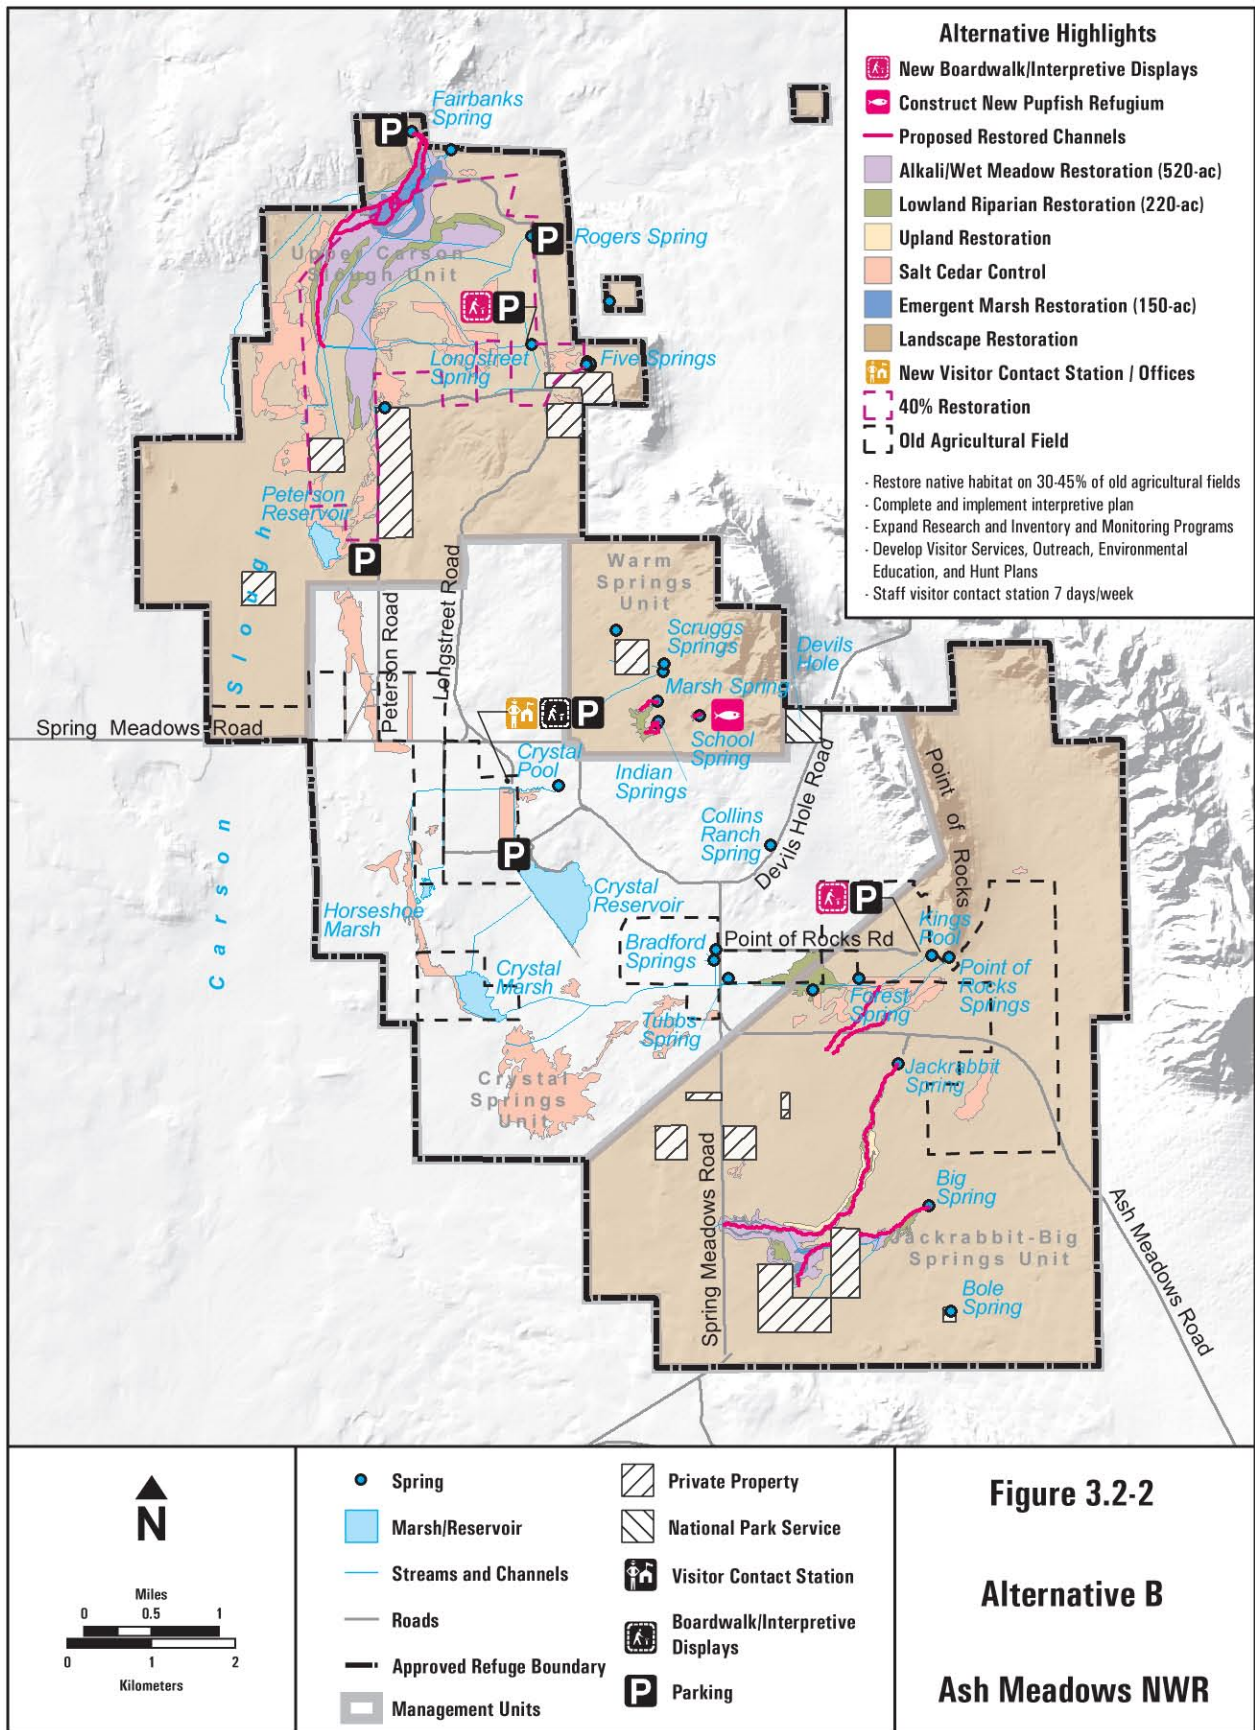 Alternative Highlights
New Boardwalk/Interpretive Displays
Construct New Pupfish Refugium
Proposed Restored Channels
Alkali/Wet Meadow Restoration (520-ac)
Lowland Riparian Restoration (220-ac)
Upland Restoration
Salt Cedar Control
Emergent Marsh Restoration (150-ac)
Landscape Restoration
New Visitor Contact Station / Offices
40% Restoration
Old Agricultural Field
- Restore native habitat on 30-45% of old agricultural fields
- Complete and implement interpretive plan
- Expand Research and Inventory and Monitoring Programs
- Develop Visitor Services, Outreach, Environmental
Education, and Hunt Plans
- Staff visitor contact station 7 days/week
Fairbanks
Spring
P
P
Rogers Spring
Upper Carson
Slough Unit
P
Longstreet
Spring
Five Springs
Peterson
Reservoir
P
Slough
Carson
Longstreet Road
Peterson Road
Warm
Springs
Unit
Scruggs
Springs
Devils
Hole
Marsh Spring
P
School
Spring
Spring Meadows Road
Crystal
Pool
Indian
Springs
Collins
Ranch
Spring
Devils Hole Road
Point of Rocks
P
Crystal
Reservoir
P
Horseshoe
Marsh
Kings
Pool
Bradford
Springs
Point of Rocks Rd
Crystal
Marsh
Point of
Rocks
Springs
Forest
Spring
Tubbs
Spring
Crystal
Springs
Unit
Jackrabbit
Spring
Big
Spring
Jackrabbit-Big
Springs Unit
Bole
Spring
Spring Meadows Road
Ash Meadows Road
N
Miles
0 0.5 1
0 1 2
Kilometers
Spring
Marsh/Reservoir
Streams and Channels
Roads
Approved Refuge Boundary
Management Units
Private Property
National Park Service
Visitor Contact Station
Boardwalk/Interpretive
Displays
P Parking
Figure 3.2-2
Alternative B
Ash Meadows NWR